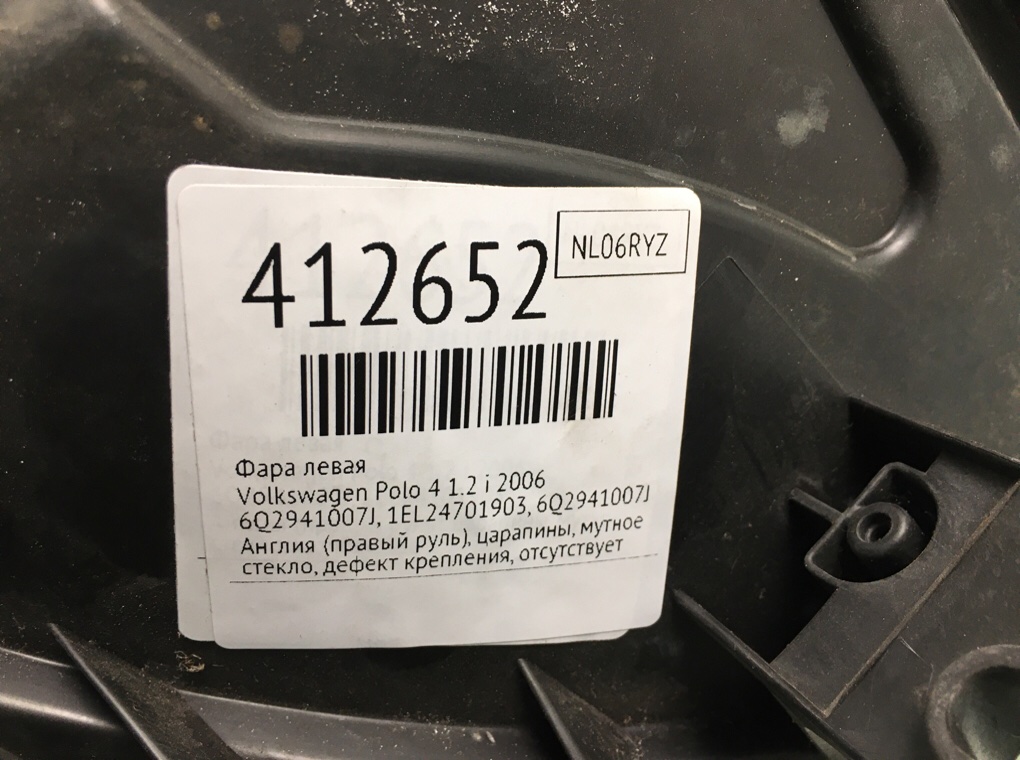 412652
NL06RYZ
Фара левая
Volkswagen Polo 4 1.2 i 2006
6Q2941007J, 1EL24701903, 6Q2941007J
Англия (правый руль), царапины, мутное
стекло, дефект крепления, отсутствует